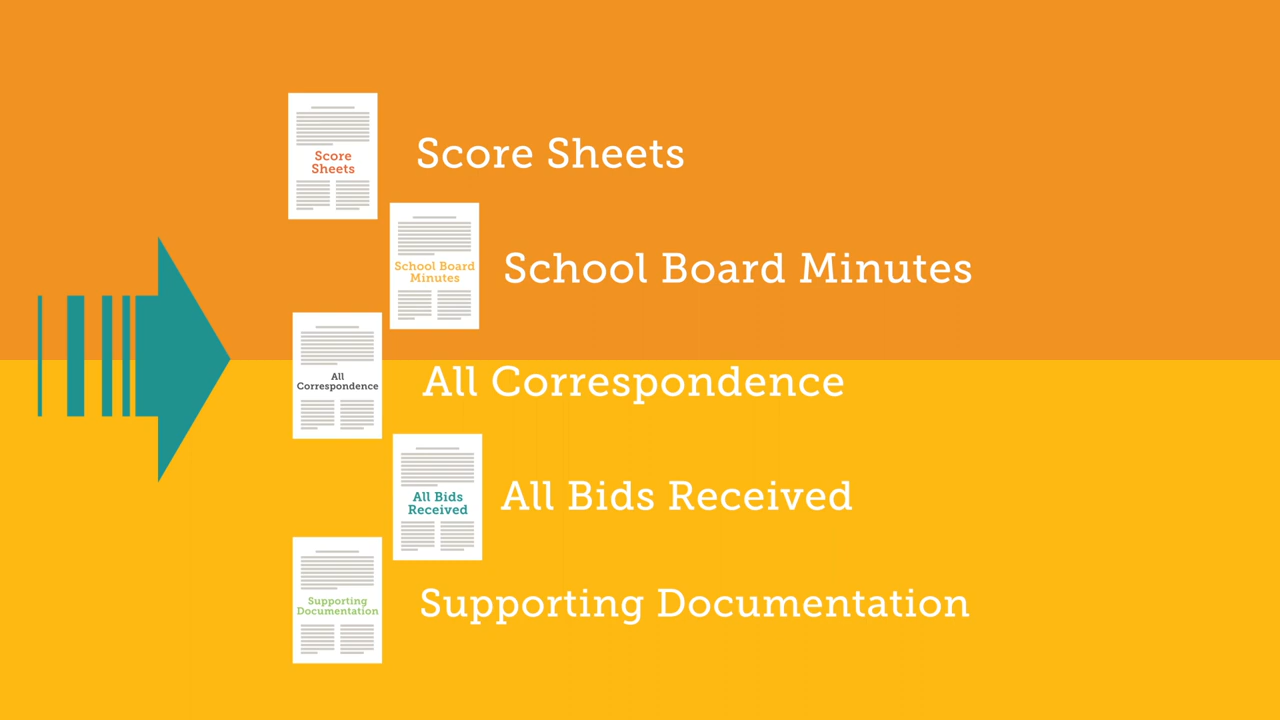 Score
Sheets
Score Sheets
School Board
Minutes
School Board Minutes
All
Correspondence
All Correspondence
All Bids
Received
All Bids Received
Supporting
Documentation
Supporting Documentation